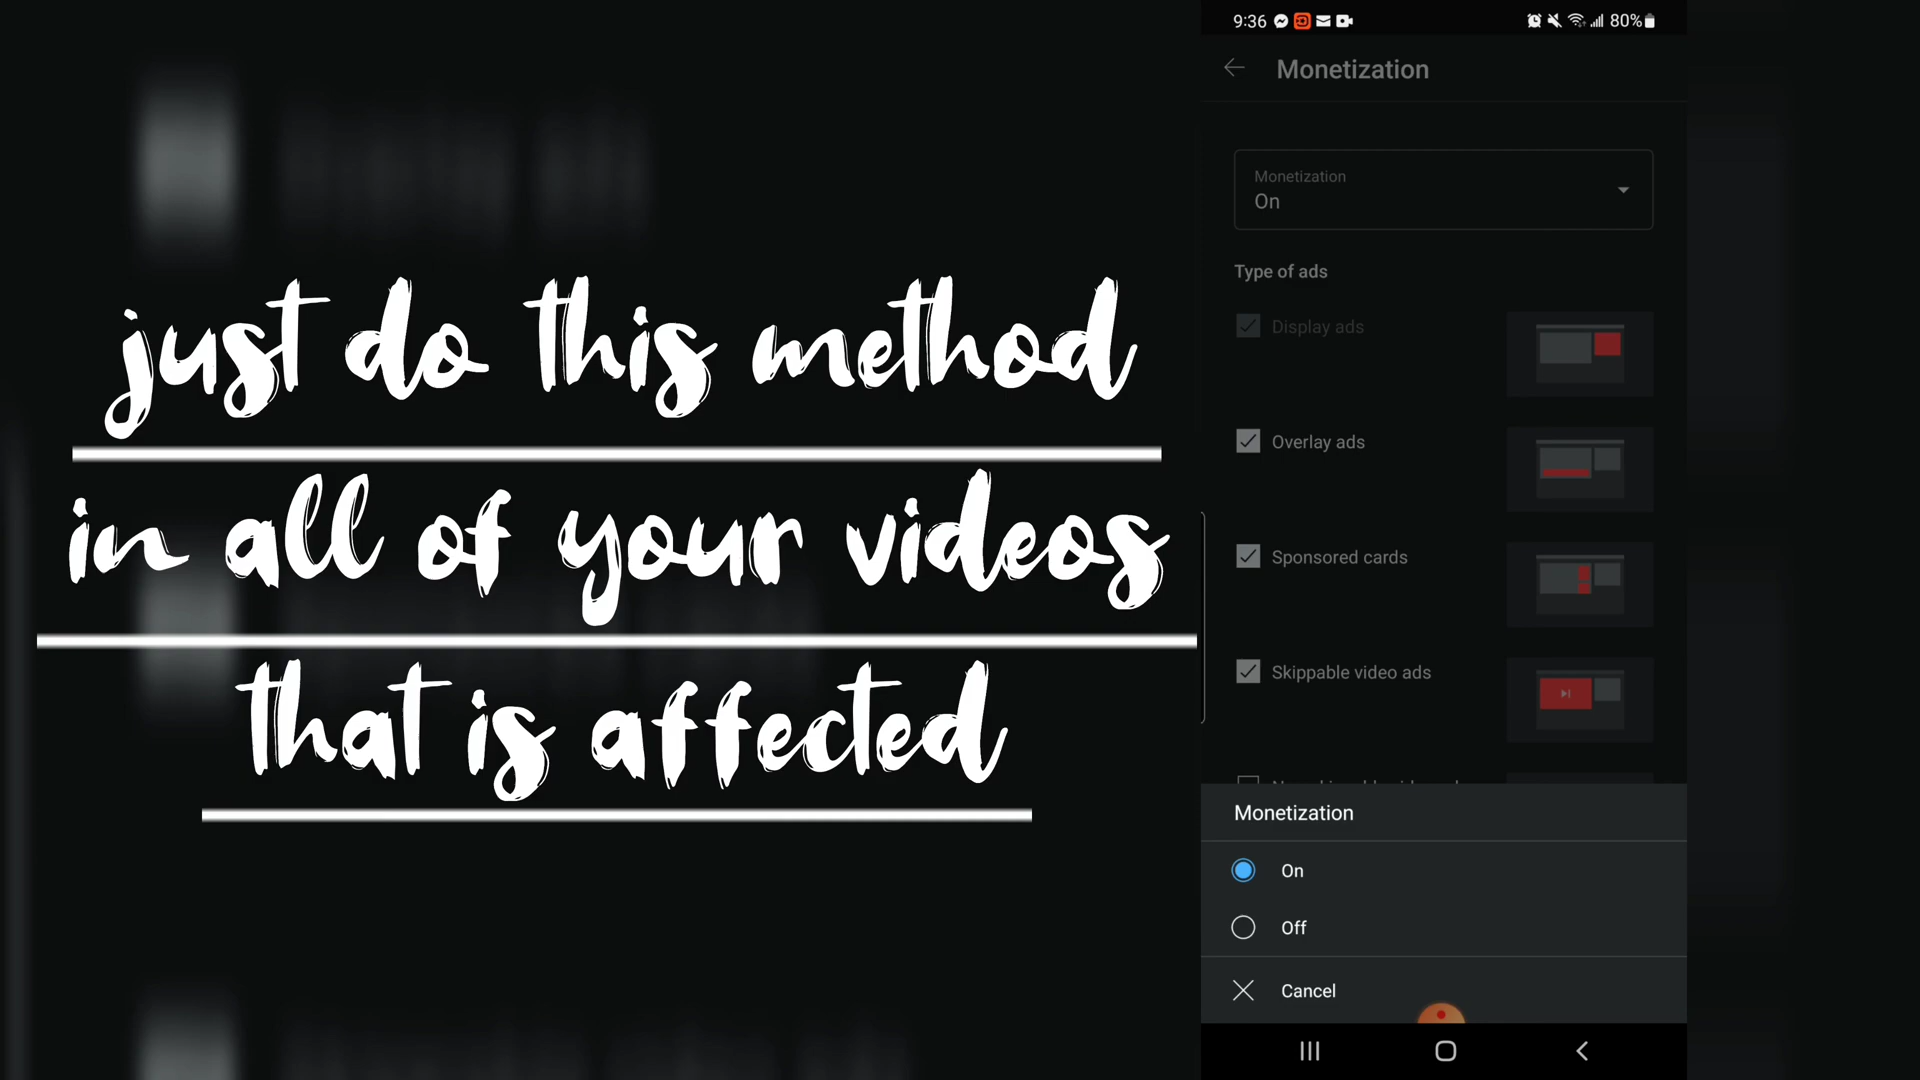 just do this method
in all of your videos
that is affected
9:36
80%
Monetization
Monetization
On
Type of ads
Display ads
Overlay ads
Sponsored cards
Skippable video ads
Monetization
On
Off
Cancel